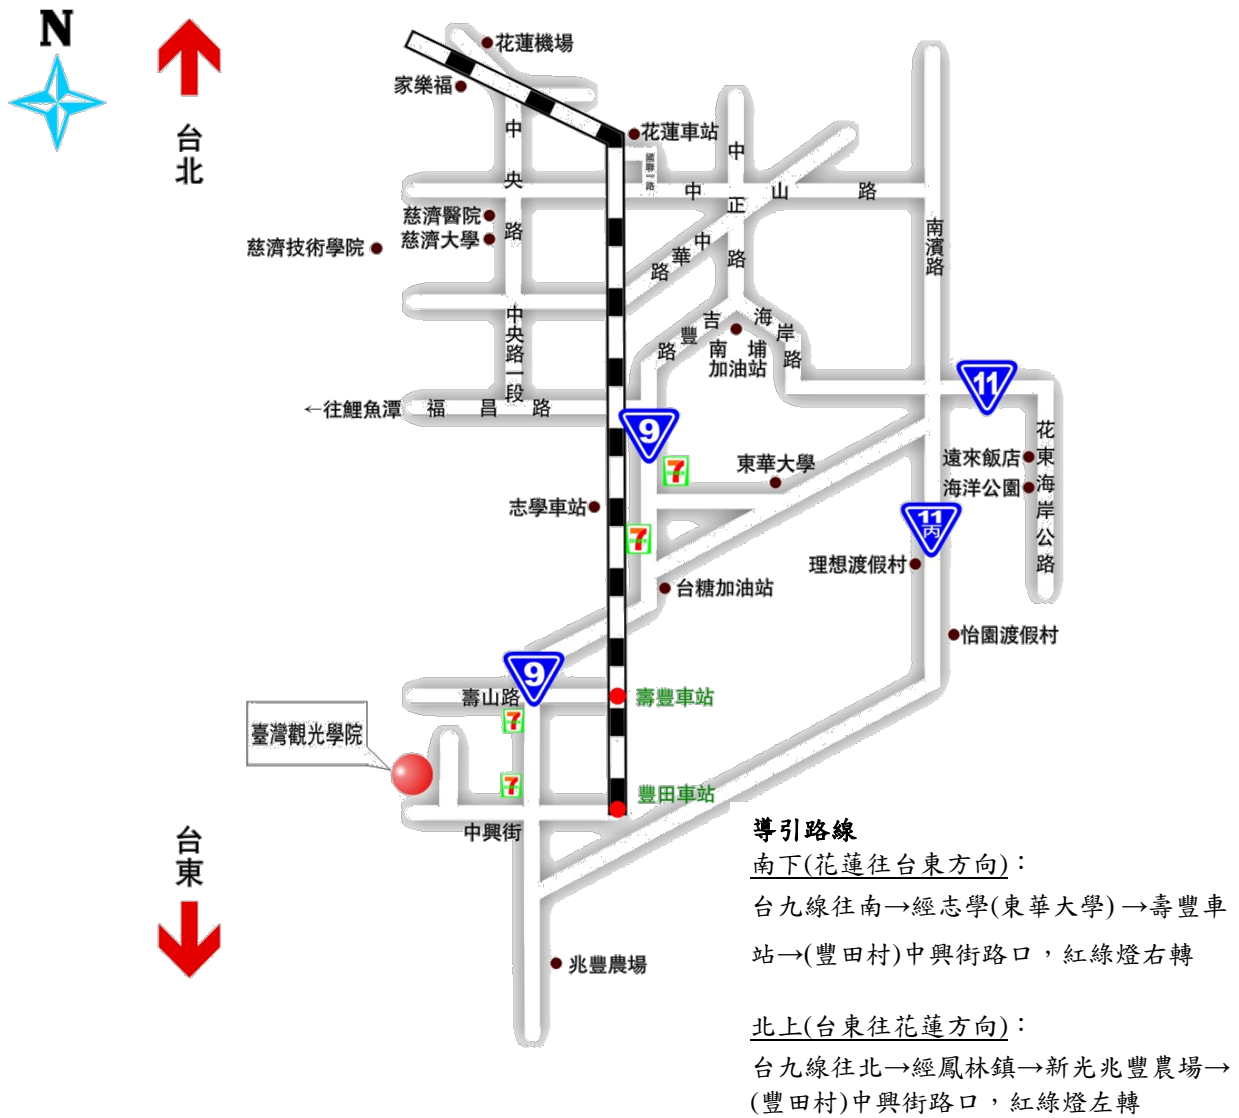 N
台北
花蓮機場
家樂福
花蓮車站
國聯一路
中央路
中正路
中山路
慈濟醫院
慈濟大學
慈濟技術學院
中華路
南濱路
中央路一段
吉豐路
海岸路
南埔
加油站
11
←往鯉魚潭
福昌路
9
7
花東海岸公路
遠來飯店
海洋公園
東華大學
志學車站
11
丙
7
理想渡假村
台糖加油站
怡園渡假村
9
壽山路
壽豐車站
7
臺灣觀光學院
7
豐田車站
中興街
台東
兆豐農場
導引路線
南下(花蓮往台東方向)：
台九線往南→經志學(東華大學)→壽豐車
站→(豐田村)中興街路口，紅綠燈右轉
北上(台東往花蓮方向)：
台九線往北→經鳳林鎮→新光兆豐農場→
(豐田村)中興街路口，紅綠燈左轉